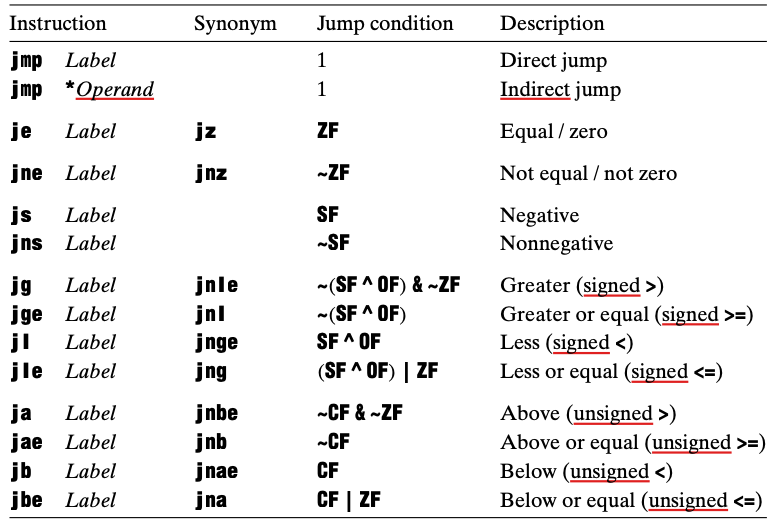 Instruction Synonym Jump condition Description
jmp Label 1 Direct jump
jmp *Operand 1 Indirect jump
je Label jz ZF Equal / zero
jne Label jnz ~ZF Not equal / not zero
js Label SF Negative
jns Label ~SF Nonnegative
jg Label jnle ~(SF ^ OF) & ~ZF Greater (signed >)
jge Label jnl ~(SF ^ OF) Greater or equal (signed >=)
jl Label jnge SF ^ OF Less (signed <)
jle Label jng (SF ^ OF) | ZF Less or equal (signed <=)
ja Label jnbe ~CF & ~ZF Above (unsigned >)
jae Label jnb ~CF Above or equal (unsigned >=)
jb Label jnae CF Below (unsigned <)
jbe Label jna CF | ZF Below or equal (unsigned <=)